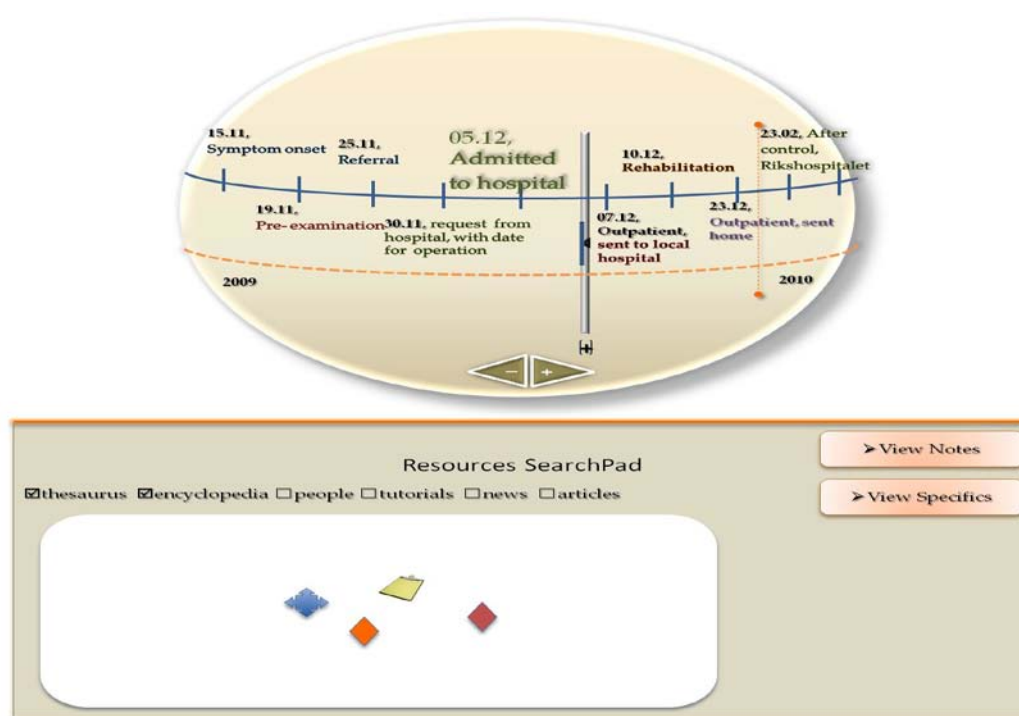 15.11,
Symptom onset
25.11,
Referral
05.12,
Admitted
to hospital
10.12,
Rehabilitation
23.02, After
control,
Rikshospitalet
19.11,
Pre- examination
30.11, request from
hospital, with date
for operation
07.12,
Outpatient,
sent to local
hospital
23.12,
Outpatient, sent
home
2009
2010
− +
Resources SearchPad
☑thesaurus ☑encyclopedia ☐people ☐tutorials ☐news ☐articles
➢View Notes
➢View Specifics